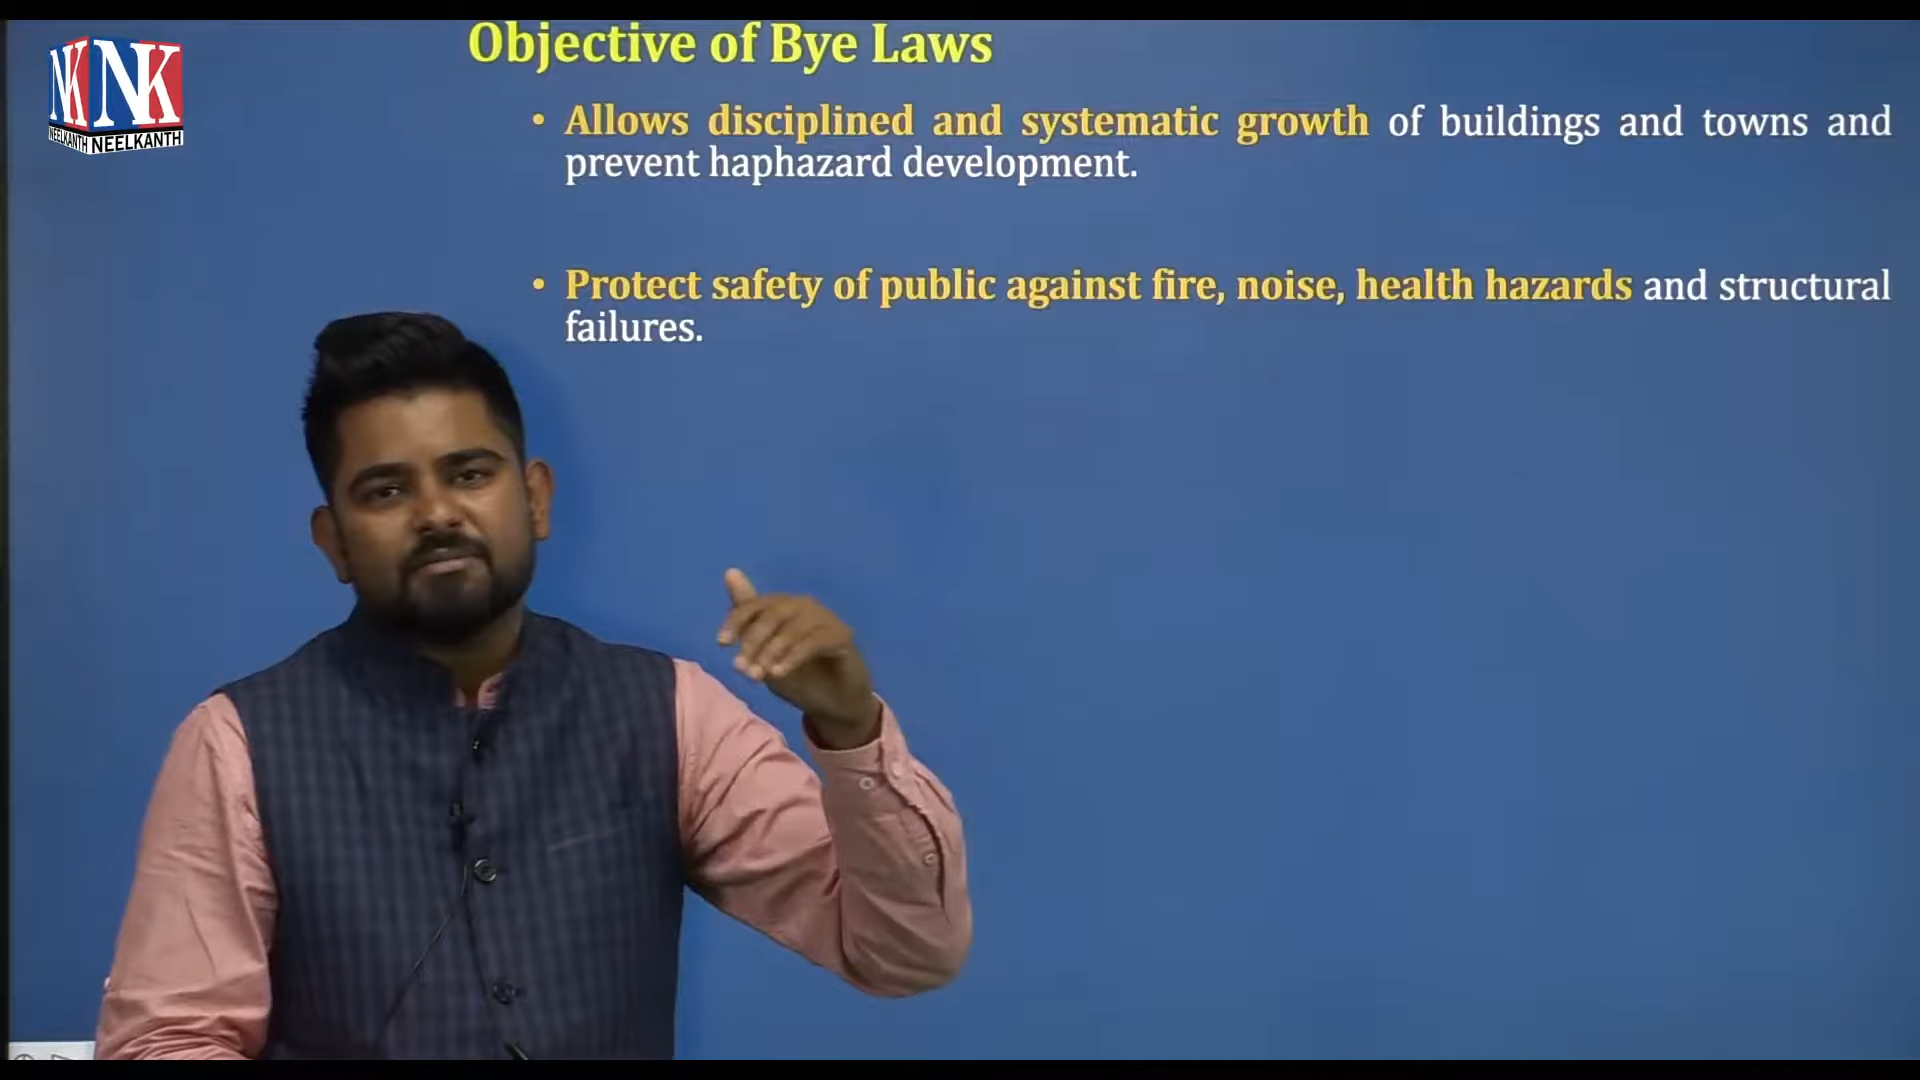 Objective of Bye Laws
NK NK
NEELKANTH NEELKANTH
• Allows disciplined and systematic growth of buildings and towns and
prevent haphazard development.
• Protect safety of public against fire, noise, health hazards and structural
failures.